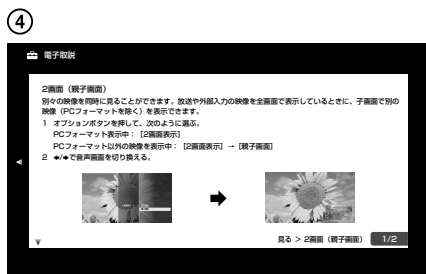 ④
電子取説
2画面（親子画面）
別々の映像を同時に見ることができます。放送や外部入力の映像を全画面で表示しているときに、子画面で別の
映像（PCフォーマットを除く）を表示できます。
1 オプションボタンを押して、次のように選ぶ。
PCフォーマット表示中：［2画面表示］
PCフォーマット以外の映像を表示中：［2画面表示］→［親子画面］
2 ◆/◆で音声画面を切り換える。
見る > 2画面（親子画面） 1/2